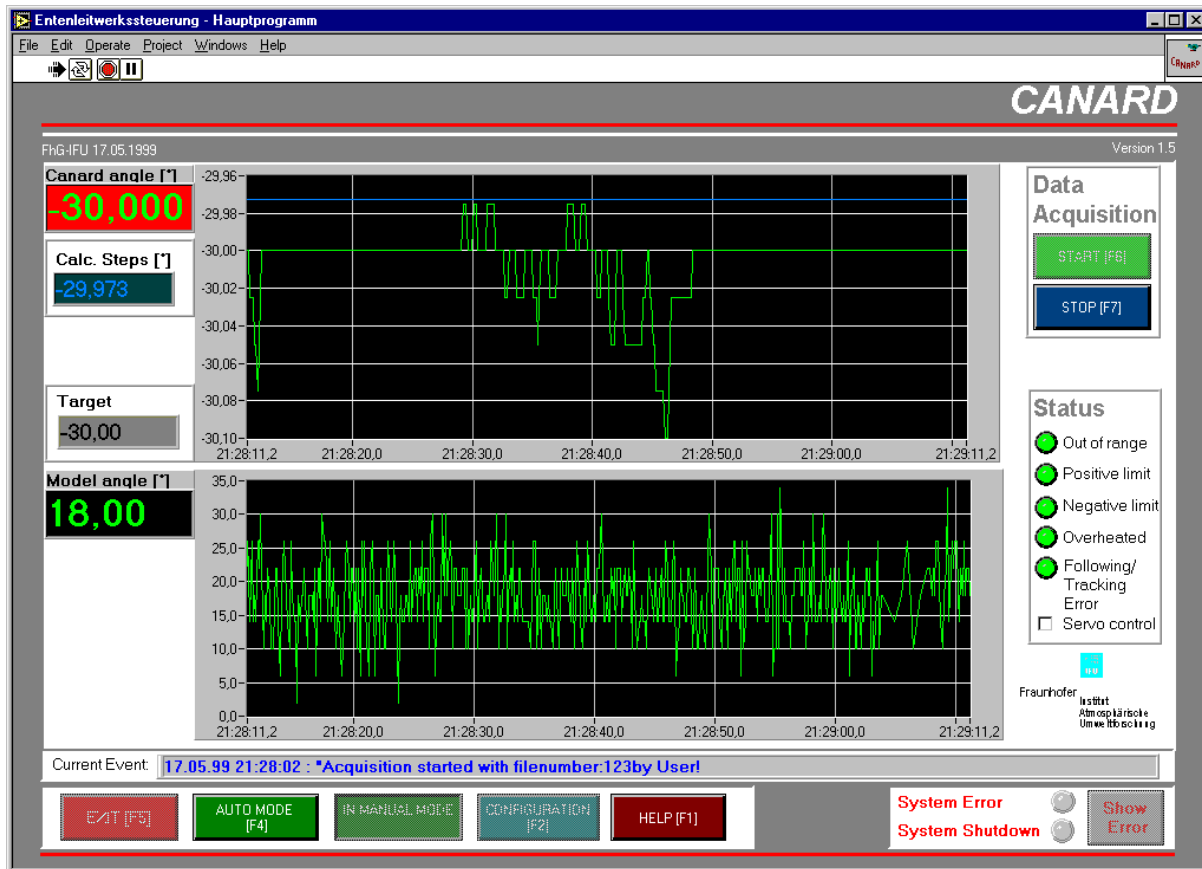 Entenleitwerkssteuerung - Hauptprogramm
File Edit Operate Project Windows Help
CANARD
CANARD
FhG-IFU 17.05.1999
Version 1.5
Canard angle [°]
-30,000
Calc. Steps [°]
-29,973
Target
-30,00
-29,96
-29,98
-30,00
-30,02
-30,04
-30,06
-30,08
-30,10
21:28:11,2 21:28:20,0 21:28:30,0 21:28:40,0 21:28:50,0 21:29:00,0 21:29:11,2
Data
Acquisition
START [F6]
STOP [F7]
Model angle [°]
18,00
35,0
30,0
25,0
20,0
15,0
10,0
5,0
0,0
21:28:11,2 21:28:20,0 21:28:30,0 21:28:40,0 21:28:50,0 21:29:00,0 21:29:11,2
Status
Out of range
Positive limit
Negative limit
Overheated
Following/
Tracking
Error
Servo control
Fraunhofer
Institut
Atmosphärische
Umweltforschung
Current Event: 17.05.99 21:28:02 : "Acquisition started with filenumber:123by User!
EXIT [F5]
AUTO MODE
[F4]
IN MANUAL MODE
CONFIGURATION
[F2]
HELP [F1]
System Error
System Shutdown
Show
Error